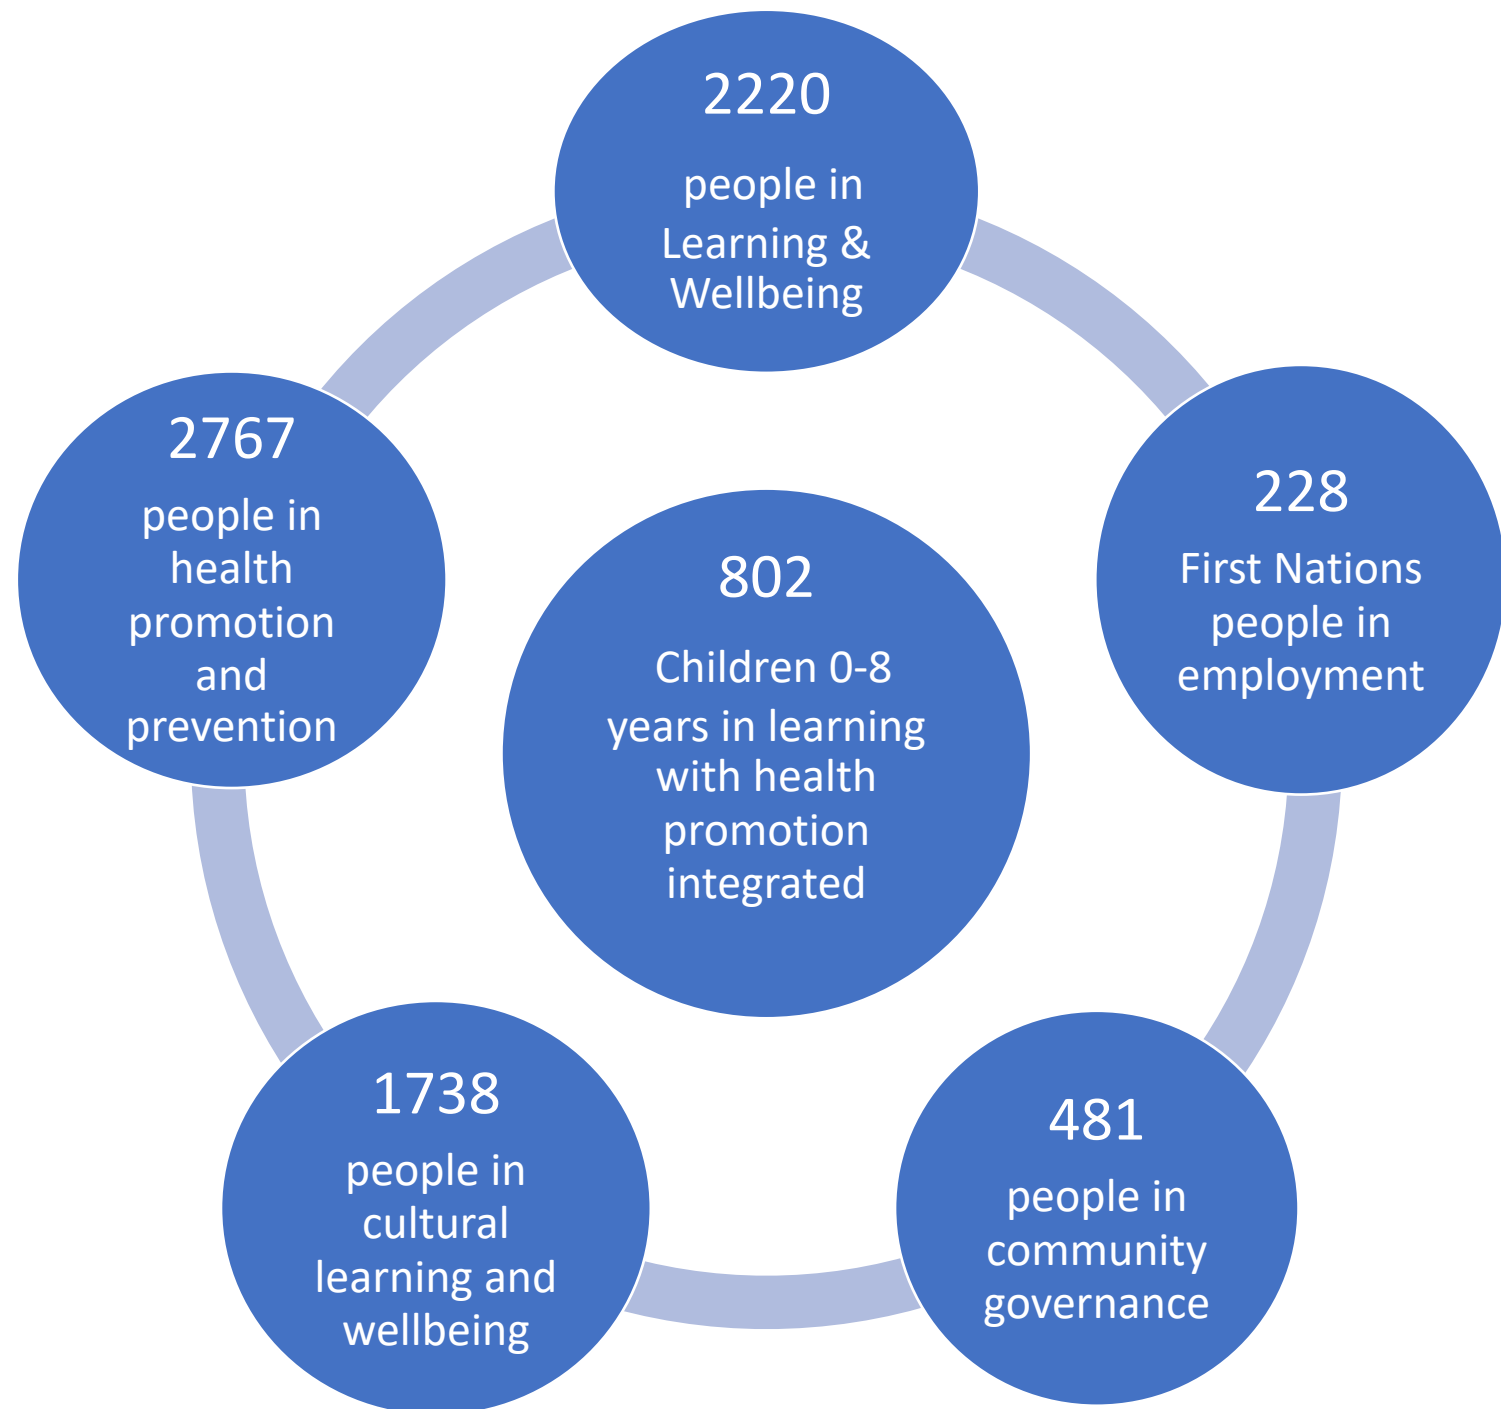 2220
people in
Learning &
Wellbeing
228
First Nations
people in
employment
481
people in
community
governance
1738
people in
cultural
learning and
wellbeing
2767
people in
health
promotion
and
prevention
802
Children 0-8
years in learning
with health
promotion
integrated